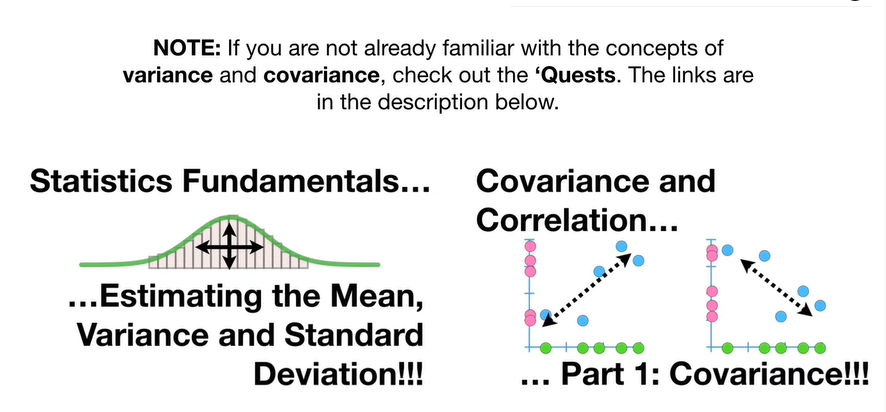 NOTE: If you are not already familiar with the concepts of
variance and covariance, check out the ‘Quests. The links are
in the description below.
Statistics Fundamentals…
…Estimating the Mean,
Variance and Standard
Deviation!!!
Covariance and
Correlation…
… Part 1: Covariance!!!